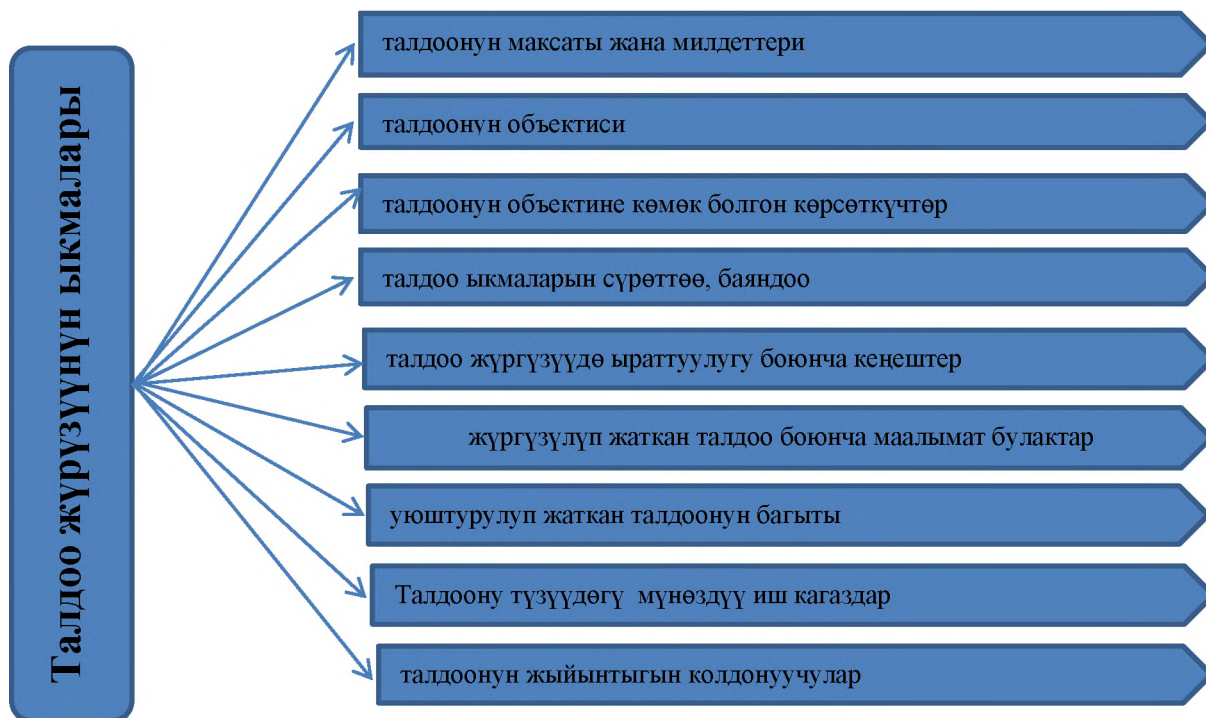 Талдоо жүрүзүүнүн ыкмалары
талдоонун максаты жана милдеттери
талдоонун объектиси
талдоонун объектине көмөк болгон көрсөткүчтөр
талдоо ыкмаларын сүрөттөө, баяндоо
талдоо жүргүзүүдө ыраттуулугу боюнча кеңештер
жүргүзүлүп жаткан талдоо боюнча маалымат булактар
уюштурулуп жаткан талдоонун багыты
Талдоону түзүүдөгү мүнөздүү иш кагаздар
талдоонун жыйынтыгын колдонуучулар